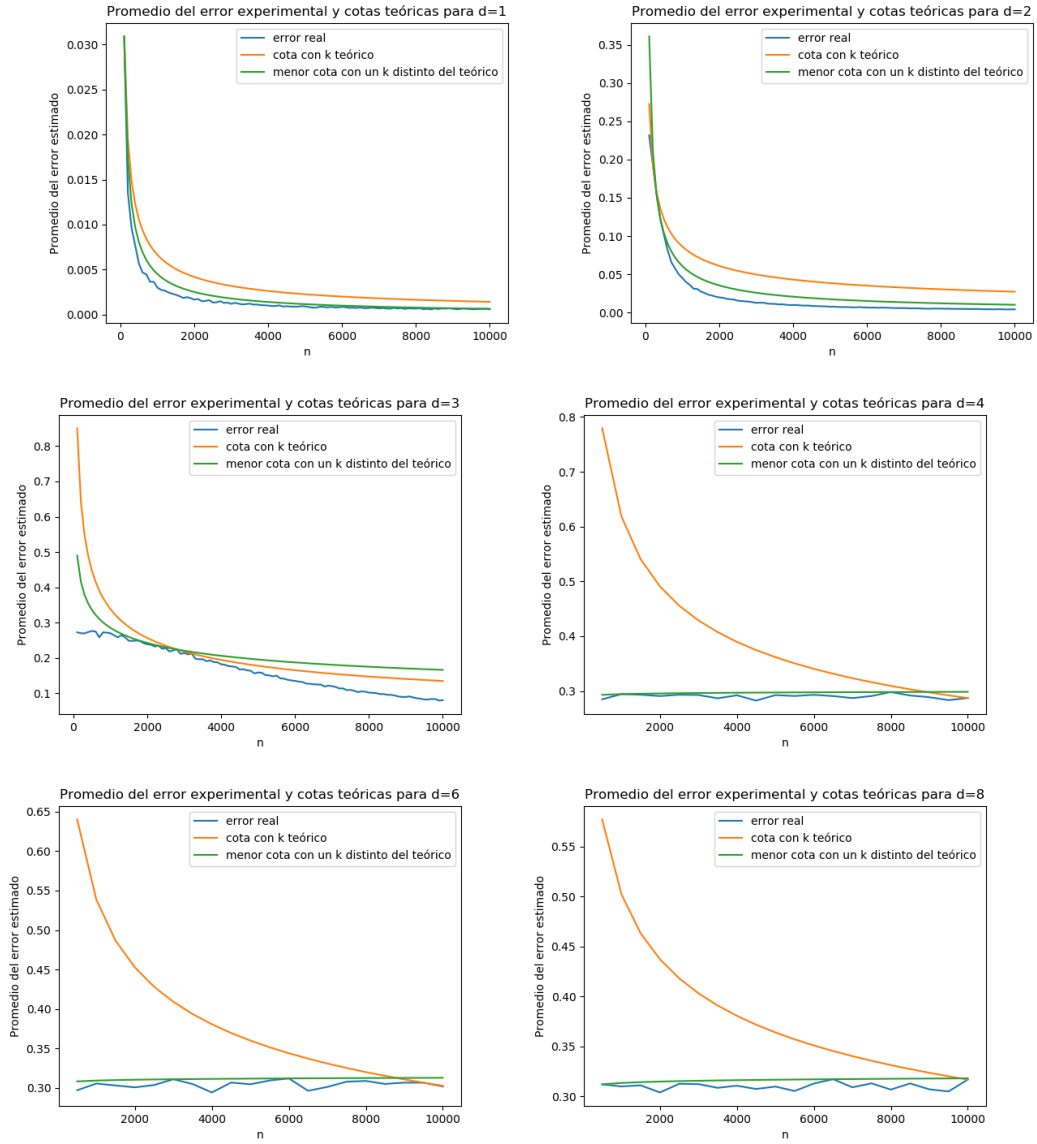 Promedio del error experimental y cotas teóricas para d=1
error real
cota con k teórico
menor cota con un k distinto del teórico
Promedio del error estimado
0.030
0.025
0.020
0.015
0.010
0.005
0.000
0 2000 4000 6000 8000 10000
n
Promedio del error experimental y cotas teóricas para d=2
error real
cota con k teórico
menor cota con un k distinto del teórico
Promedio del error estimado
0.35
0.30
0.25
0.20
0.15
0.10
0.05
0.00
0 2000 4000 6000 8000 10000
n
Promedio del error experimental y cotas teóricas para d=3
error real
cota con k teórico
menor cota con un k distinto del teórico
Promedio del error estimado
0.8
0.7
0.6
0.5
0.4
0.3
0.2
0.1
0 2000 4000 6000 8000 10000
n
Promedio del error experimental y cotas teóricas para d=4
error real
cota con k teórico
menor cota con un k distinto del teórico
Promedio del error estimado
0.8
0.7
0.6
0.5
0.4
0.3
2000 4000 6000 8000 10000
n
Promedio del error experimental y cotas teóricas para d=6
error real
cota con k teórico
menor cota con un k distinto del teórico
Promedio del error estimado
0.65
0.60
0.55
0.50
0.45
0.40
0.35
0.30
2000 4000 6000 8000 10000
n
Promedio del error experimental y cotas teóricas para d=8
error real
cota con k teórico
menor cota con un k distinto del teórico
Promedio del error estimado
0.55
0.50
0.45
0.40
0.35
0.30
2000 4000 6000 8000 10000
n